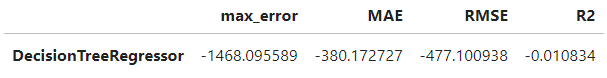 max_error MAE RMSE R2
DecisionTreeRegressor -1468.095589 -380.172727 -477.100938 -0.010834